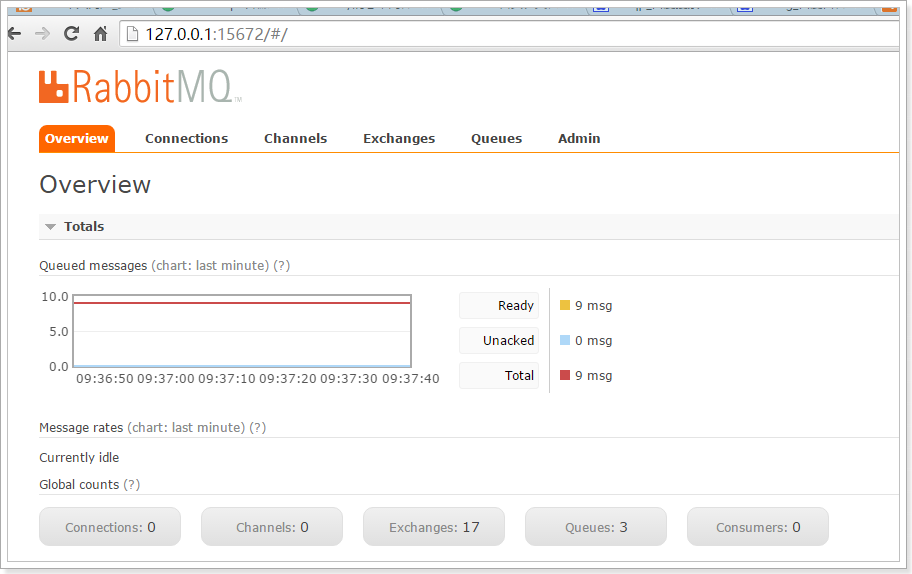 127.0.0.1:15672/#/
RabbitMQ
TM
Overview Connections Channels Exchanges Queues Admin
Overview
Totals
Queued messages (chart: last minute) (?)
10.0
5.0
0.0
09:36:50 09:37:00 09:37:10 09:37:20 09:37:30 09:37:40
Ready 9 msg
Unacked 0 msg
Total 9 msg
Message rates (chart: last minute) (?)
Currently idle
Global counts (?)
Connections: 0 Channels: 0 Exchanges: 17 Queues: 3 Consumers: 0